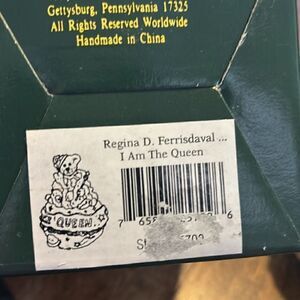 Gettysburg, Pennsylvania 17325
All Rights Reserved Worldwide
Handmade in China
Regina D. Ferrisdaval ...
I Am The Queen
QUEEN